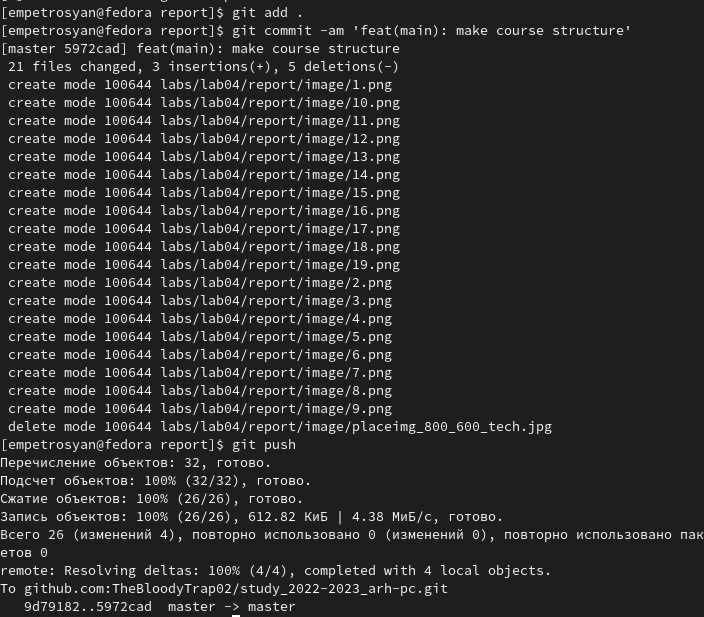 [empetrosyan@fedora report]$ git add .
[empetrosyan@fedora report]$ git commit -am 'feat(main): make course structure'
[master 5972cad] feat(main): make course structure
 21 files changed, 3 insertions(+), 5 deletions(-)
 create mode 100644 labs/lab04/report/image/1.png
 create mode 100644 labs/lab04/report/image/10.png
 create mode 100644 labs/lab04/report/image/11.png
 create mode 100644 labs/lab04/report/image/12.png
 create mode 100644 labs/lab04/report/image/13.png
 create mode 100644 labs/lab04/report/image/14.png
 create mode 100644 labs/lab04/report/image/15.png
 create mode 100644 labs/lab04/report/image/16.png
 create mode 100644 labs/lab04/report/image/17.png
 create mode 100644 labs/lab04/report/image/18.png
 create mode 100644 labs/lab04/report/image/19.png
 create mode 100644 labs/lab04/report/image/2.png
 create mode 100644 labs/lab04/report/image/3.png
 create mode 100644 labs/lab04/report/image/4.png
 create mode 100644 labs/lab04/report/image/5.png
 create mode 100644 labs/lab04/report/image/6.png
 create mode 100644 labs/lab04/report/image/7.png
 create mode 100644 labs/lab04/report/image/8.png
 create mode 100644 labs/lab04/report/image/9.png
 delete mode 100644 labs/lab04/report/image/placeimg_800_600_tech.jpg
[empetrosyan@fedora report]$ git push
Перечисление объектов: 32, готово.
Подсчет объектов: 100% (32/32), готово.
Сжатие объектов: 100% (26/26), готово.
Запись объектов: 100% (26/26), 612.82 КиБ | 4.38 МиБ/с, готово.
Всего 26 (изменений 4), повторно использовано 0 (изменений 0), повторно использовано пак
етов 0
remote: Resolving deltas: 100% (4/4), completed with 4 local objects.
To github.com:TheBloodyTrap02/study_2022-2023_arh-pc.git
   9d79182..5972cad  master -> master